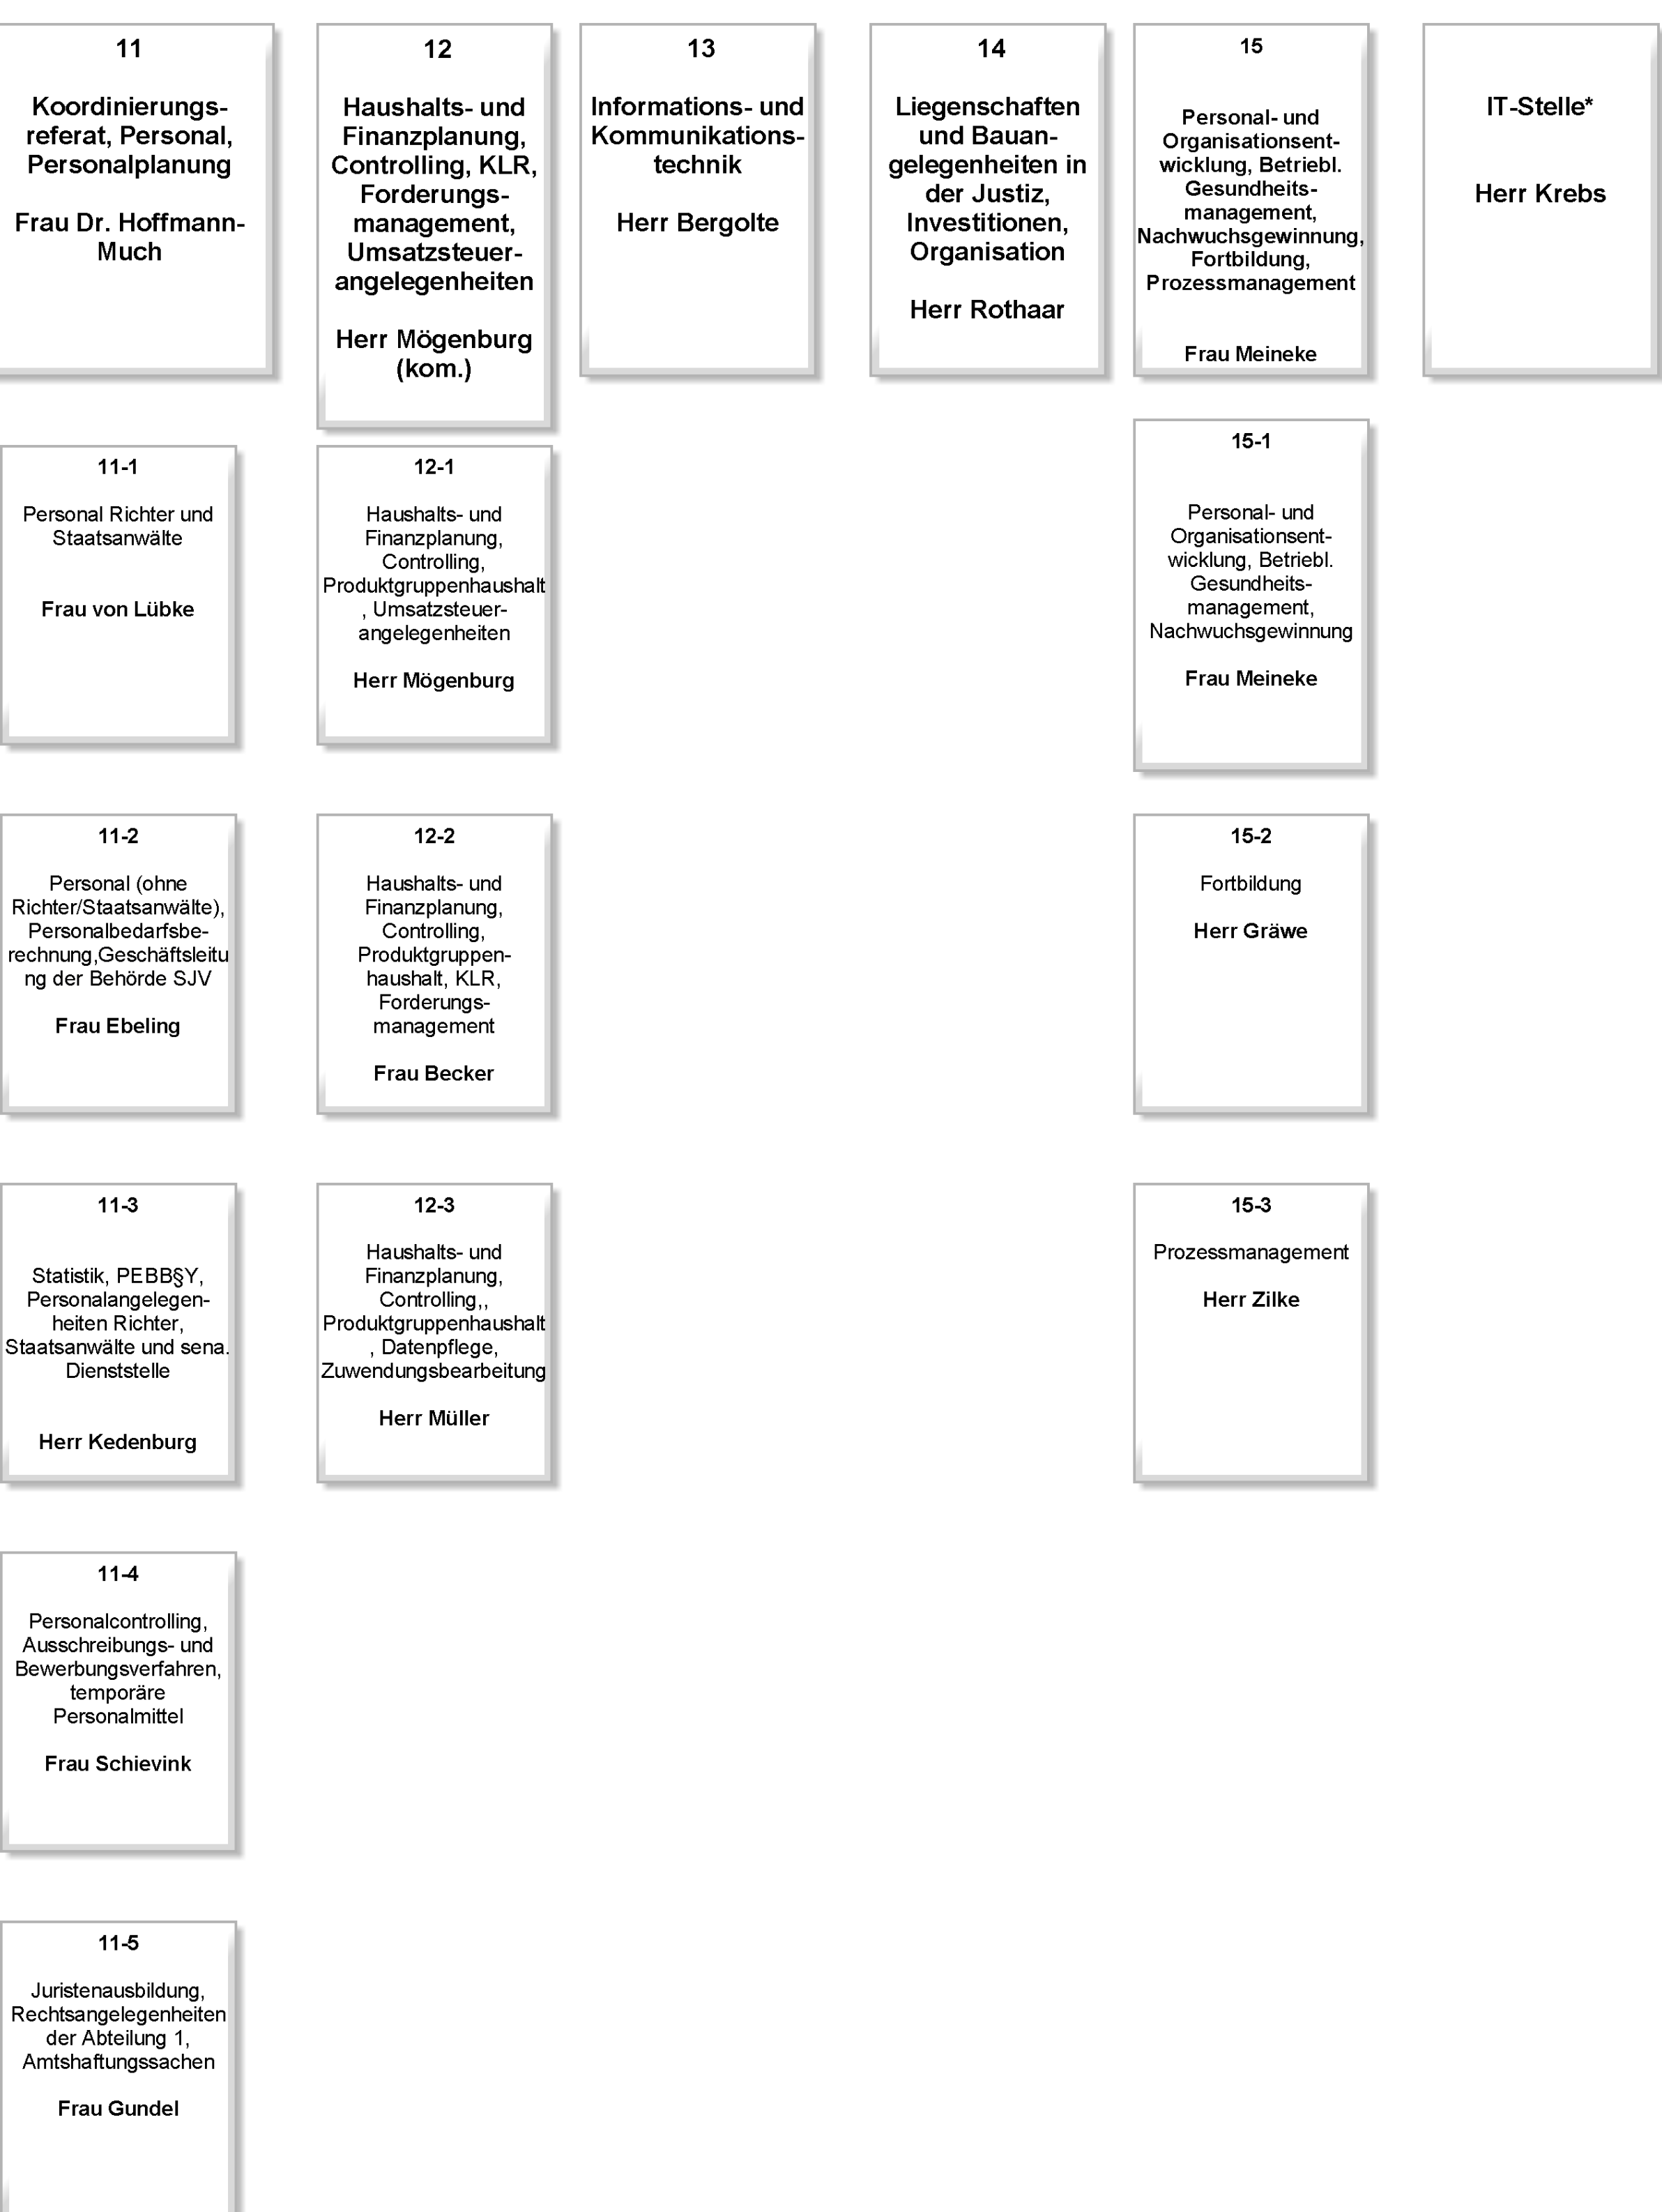 11
Koordinierungs-
referat, Personal,
Personalplanung
Frau Dr. Hoffmann-
Much
12
Haushalts- und
Finanzplanung,
Controlling, KLR,
Forderungs-
management,
Umsatzsteuer-
angelegenheiten
Herr Mögenburg
(kom.)
13
Informations- und
Kommunikations-
technik
Herr Bergolte
14
Liegenschaften
und Bauan-
gelegenheiten in
der Justiz,
Investitionen,
Organisation
Herr Rothaar
15
Personal- und
Organisationsent-
wicklung, Betriebl.
Gesundheits-
management,
Nachwuchsgewinnung,
Fortbildung,
Prozessmanagement
Frau Meineke
IT-Stelle*
Herr Krebs
11-1
Personal Richter und
Staatsanwälte
Frau von Lübke
12-1
Haushalts- und
Finanzplanung,
Controlling,
Produktgruppenhaushalt
, Umsatzsteuer-
angelegenheiten
Herr Mögenburg
15-1
Personal- und
Organisationsent-
wicklung, Betriebl.
Gesundheits-
management,
Nachwuchsgewinnung
Frau Meineke
11-2
Personal (ohne
Richter/Staatsanwälte),
Personalbedarfsbe-
rechnung,Geschäftsleitu
ng der Behörde SJV
Frau Ebeling
12-2
Haushalts- und
Finanzplanung,
Controlling,
Produktgruppen-
haushalt, KLR,
Forderungs-
management
Frau Becker
15-2
Fortbildung
Herr Gräwe
11-3
Statistik, PEBB§Y,
Personalangelegen-
heiten Richter,
Staatsanwälte und sena.
Dienststelle
Herr Kedenburg
12-3
Haushalts- und
Finanzplanung,
Controlling,,
Produktgruppenhaushalt
, Datenpflege,
Zuwendungsbearbeitung
Herr Müller
15-3
Prozessmanagement
Herr Zilke
11-4
Personalcontrolling,
Ausschreibungs- und
Bewerbungsverfahren,
temporäre
Personalmittel
Frau Schievink
11-5
Juristenausbildung,
Rechtsangelegenheiten
der Abteilung 1,
Amtshaftungssachen
Frau Gundel